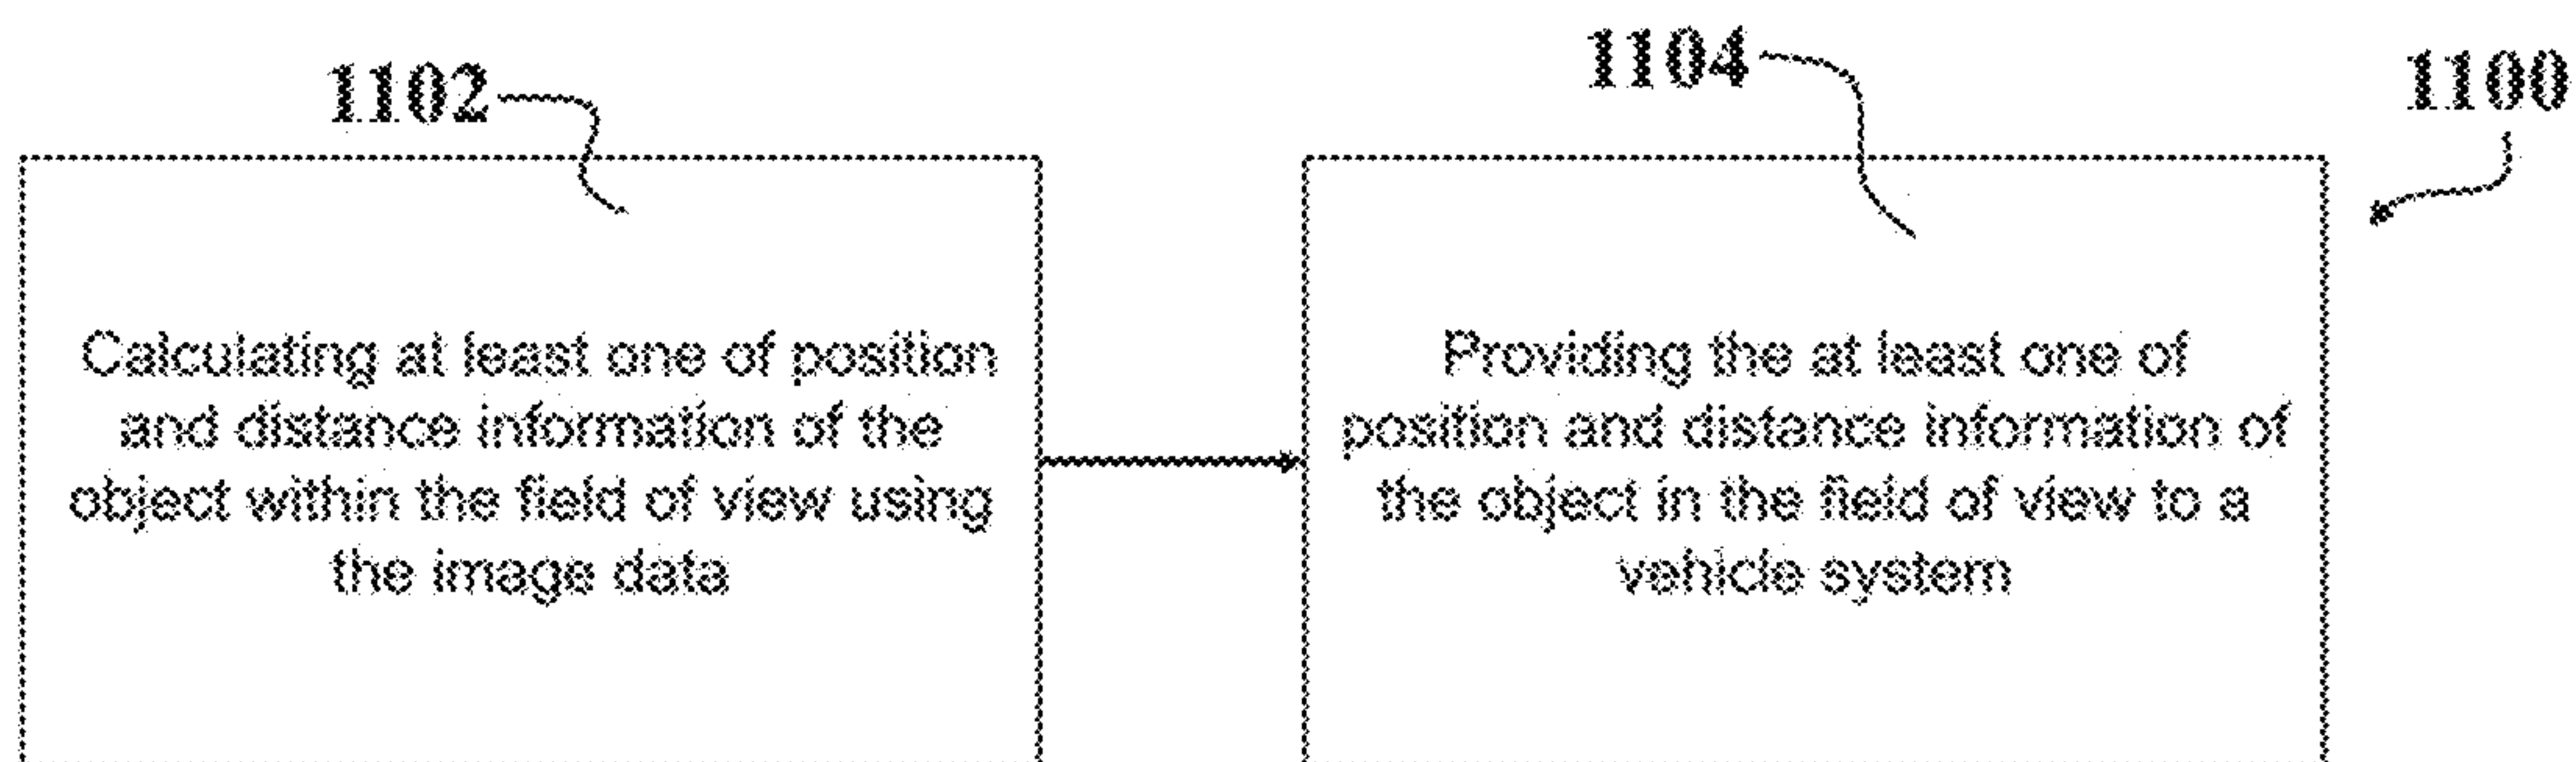 1102
1104
1100
Calculating at least one of position
and distance information of the
object within the field of view using
the image data
Providing the at least one of
position and distance information of
the object in the field of view to a
vehicle system